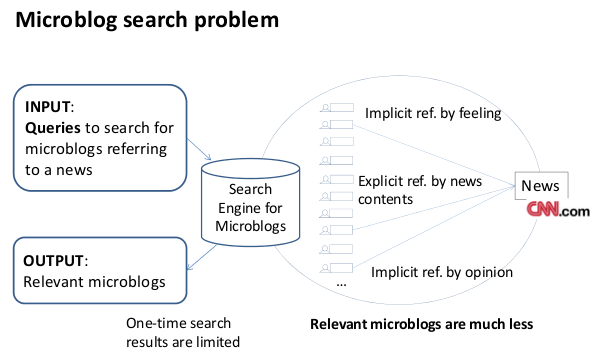 Microblog search problem
INPUT:
Queries to search for
microblogs referring
to a news
Search
Engine for
Microblogs
OUTPUT:
Relevant microblogs
One-time search
results are limited
Implicit ref. by feeling
Explicit ref. by news
contents
Implicit ref. by opinion
...
News
CNN.com
Relevant microblogs are much less